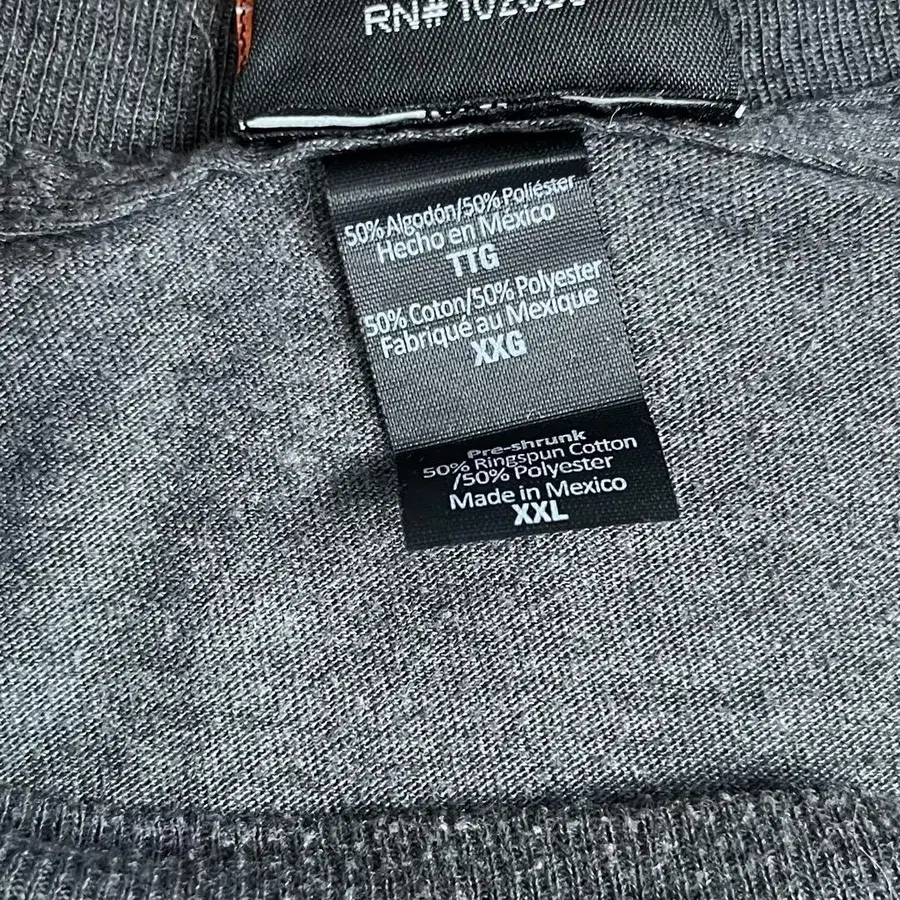 RN#
50% Algodón/50% Poliéster
Hecho en México
TTG
50% Coton/50% Polyester
Fabriqué au Mexique
XXG
Pre-shrunk
50% Ringspun Cotton
/50% Polyester
Made in Mexico
XXL